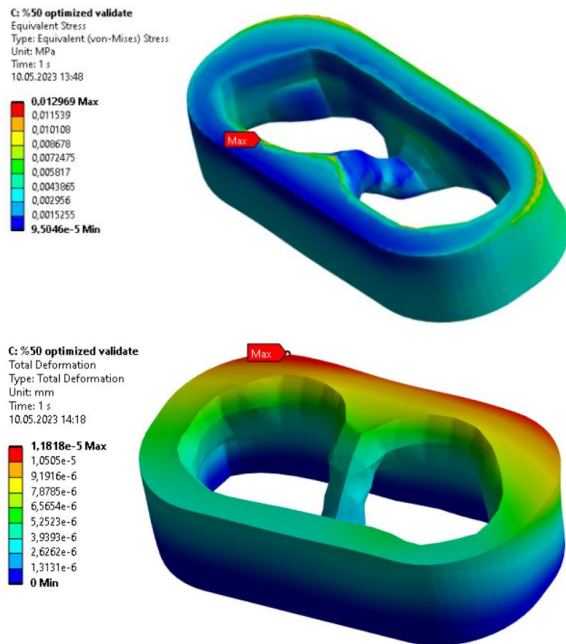 C: %50 optimized validate
Equivalent Stress
Type: Equivalent (von-Mises) Stress
Unit: MPa
Time: 1 s
10.05.2023 13:48
0,012969 Max
0,011539
0,010108
0,008678
0,0072475
0,005817
0,0043865
0,002956
0,0015255
9,5046e-5 Min
Max
C: %50 optimized validate
Total Deformation
Type: Total Deformation
Unit: mm
Time: 1 s
10.05.2023 14:18
1,1818e-5 Max
1,0505e-5
9,1916e-6
7,8785e-6
6,5654e-6
5,2523e-6
3,9393e-6
2,6262e-6
1,3131e-6
0 Min
Max